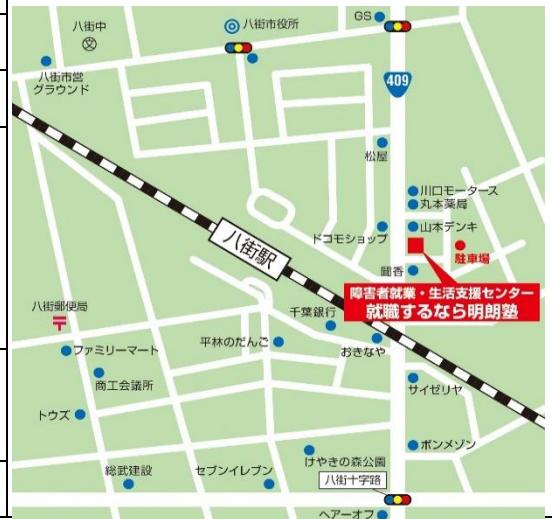 八街中
文
八街市役所
GS
八街市営
グラウンド
409
松屋
川口モータース
丸本薬局
山本デンキ
ドコモショップ
駐車場
聞香
八街駅
障害者就業・生活支援センター
就職するなら明朗塾
八街郵便局
千葉銀行
平林のだんご
おきなや
ファミリーマート
商工会議所
サイゼリヤ
トウズ
ボンメゾン
けやきの森公園
総武建設
セブンイレブン
八街十字路
ヘアーオフ